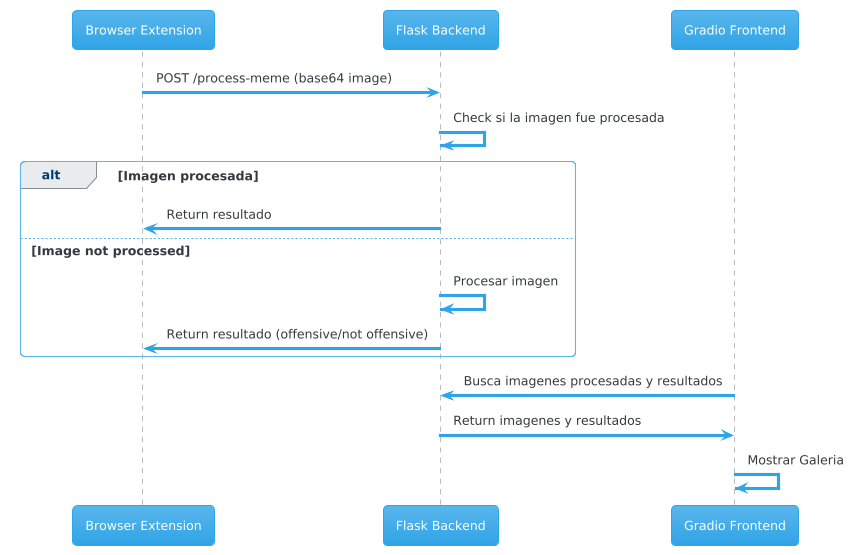 Browser Extension
Flask Backend
Gradio Frontend
POST /process-meme (base64 image)
Check si la imagen fue procesada
alt
[Imagen procesada]
Return resultado
[Image not processed]
Procesar imagen
Return resultado (offensive/not offensive)
Busca imagenes procesadas y resultados
Return imagenes y resultados
Mostrar Galeria
Browser Extension
Flask Backend
Gradio Frontend